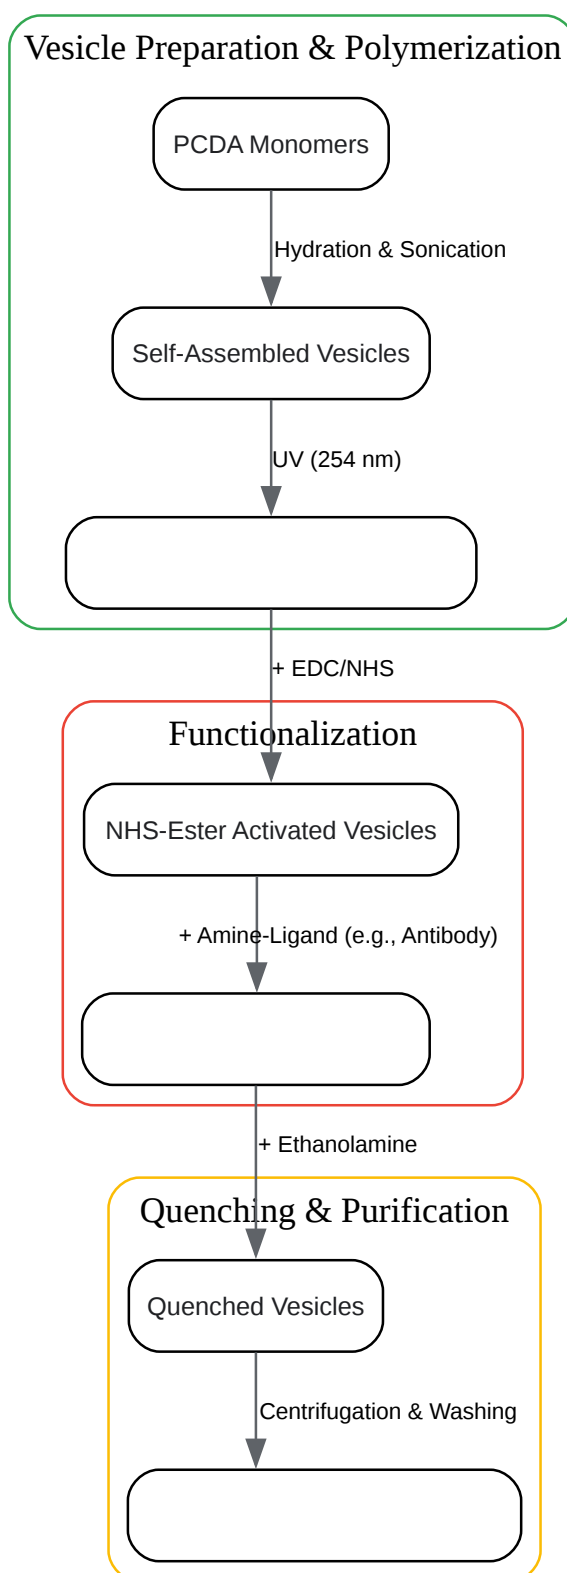 Vesicle Preparation & Polymerization
PCDA Monomers
Hydration & Sonication
Self-Assembled Vesicles
UV (254 nm)
+ EDC/NHS
Functionalization
NHS-Ester Activated Vesicles
+ Amine-Ligand (e.g., Antibody)
+ Ethanolamine
Quenching & Purification
Quenched Vesicles
Centrifugation & Washing